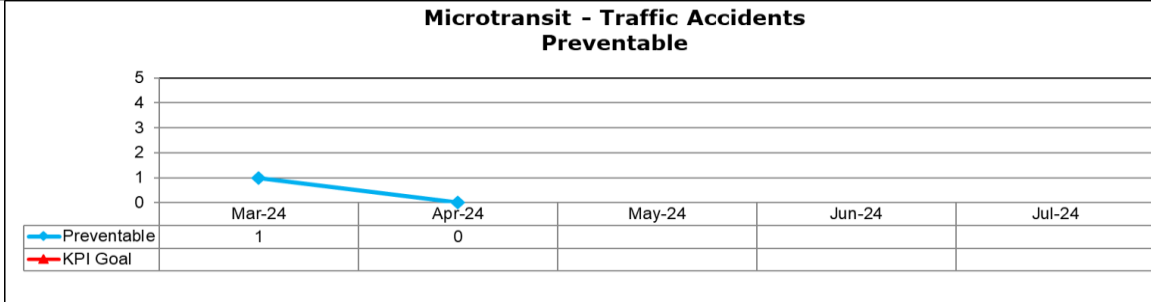 Microtransit - Traffic Accidents
Preventable
5
4
3
2
1
0
Mar-24 Apr-24 May-24 Jun-24 Jul-24
Preventable 1 0
KPI Goal